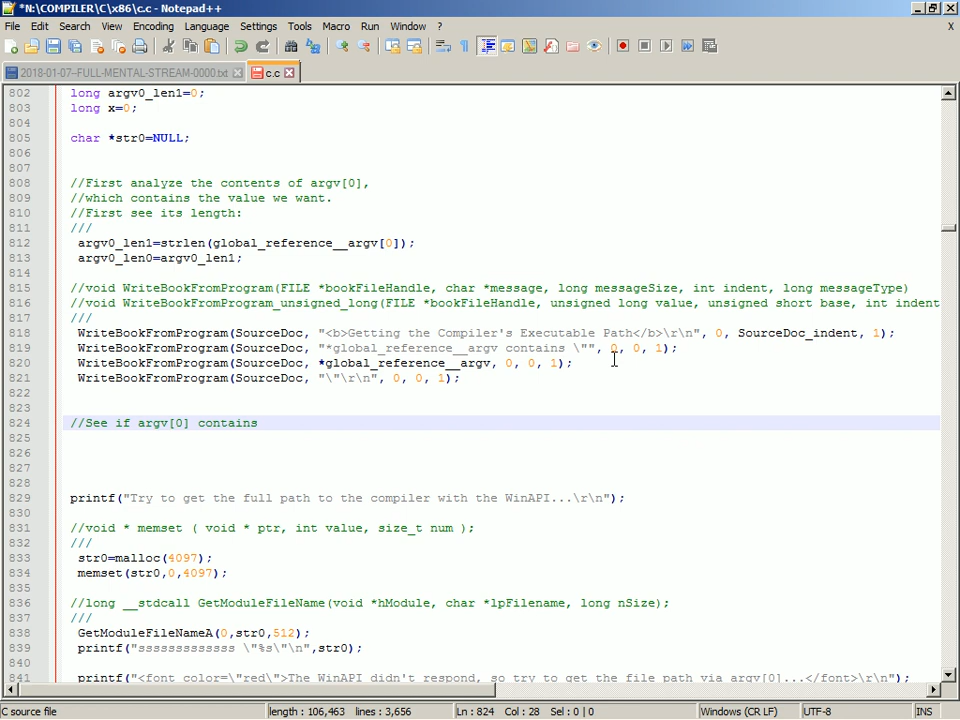 *N:\COMPILER\C\x86\c.c - Notepad++
File Edit Search View Encoding Language Settings Tools Macro Run Window ? X
2018-01-07--FULL-MENTAL-STREAM-0000.txt c.c
802 long argv0_len1=0;
803 long x=0;
804
805 char *str0=NULL;
806
807
808 //First analyze the contents of argv[0],
809 //which contains the value we want.
810 //First see its length:
811 ///
812 argv0_len1=strlen(global_reference__argv[0]);
813 argv0_len0=argv0_len1;
814
815 //void WriteBookFromProgram(FILE *bookFileHandle, char *message, long messageSize, int indent, long messageType)
816 //void WriteBookFromProgram_unsigned_long(FILE *bookFileHandle, unsigned long value, unsigned short base, int indent
817 ///
818 WriteBookFromProgram(SourceDoc, "<b>Getting the Compiler's Executable Path</b>\r\n", 0, SourceDoc_indent, 1);
819 WriteBookFromProgram(SourceDoc, "*global_reference__argv contains \"", 0, 0, 1);
820 WriteBookFromProgram(SourceDoc, *global_reference__argv, 0, 0, 1);
821 WriteBookFromProgram(SourceDoc, "\"\r\n", 0, 0, 1);
822
823
824 //See if argv[0] contains
825
826
827
828
829 printf("Try to get the full path to the compiler with the WinAPI...\r\n");
830
831 //void * memset ( void * ptr, int value, size_t num );
832 ///
833 str0=malloc(4097);
834 memset(str0,0,4097);
835
836 //long __stdcall GetModuleFileName(void *hModule, char *lpFilename, long nSize);
837 ///
838 GetModuleFileNameA(0,str0,512);
839 printf("sssssssssssss \"%s\"\n",str0);
840
841 printf("<font color=\"red\">The WinAPI didn't respond, so try to get the file path via argv[0]...</font>\r\n");
C source file length : 106,463 lines : 3,656 Ln : 824 Col : 28 Sel : 0 | 0 Windows (CR LF) UTF-8 INS